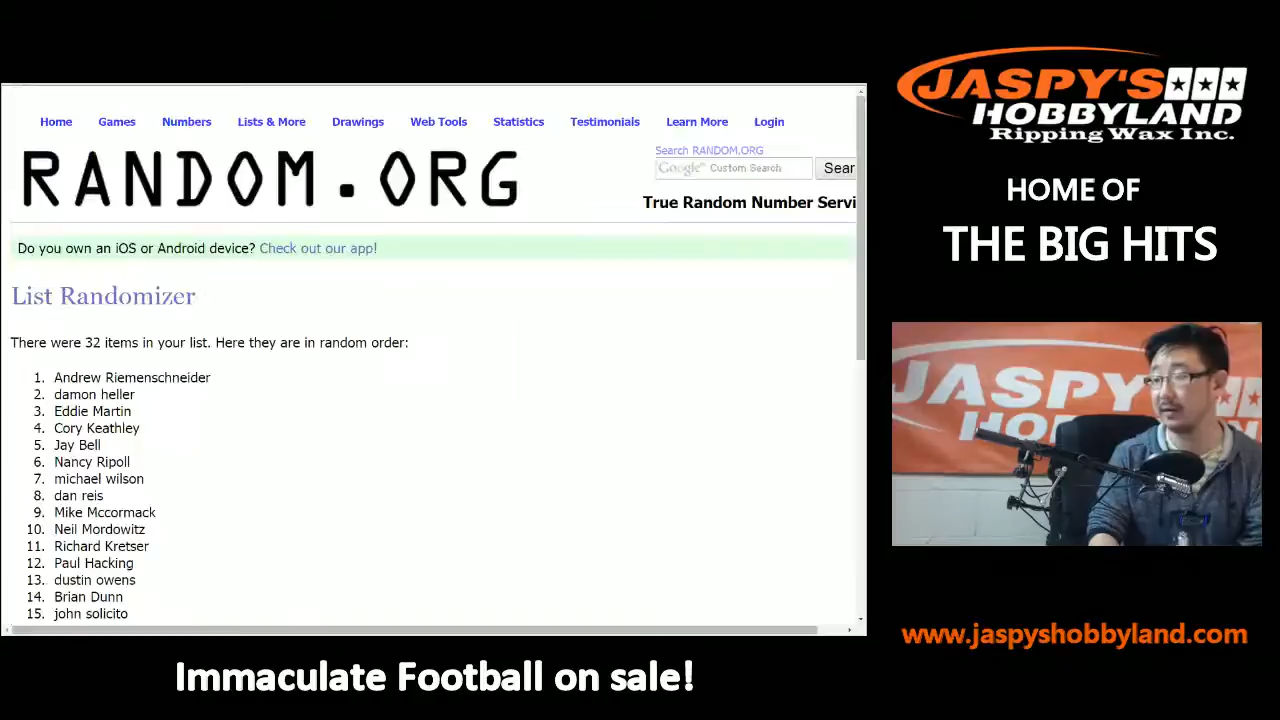 Home Games Numbers Lists & More Drawings Web Tools Statistics Testimonials Learn More Login
RANDOM.ORG
Search RANDOM.ORG
Google Custom Search Sear
True Random Number Servi
Do you own an iOS or Android device? Check out our app!
List Randomizer
There were 32 items in your list. Here they are in random order:
1. Andrew Riemenschneider
2. damon heller
3. Eddie Martin
4. Cory Keathley
5. Jay Bell
6. Nancy Ripoll
7. michael wilson
8. dan reis
9. Mike Mccormack
10. Neil Mordowitz
11. Richard Kretser
12. Paul Hacking
13. dustin owens
14. Brian Dunn
15. john solicito
Immaculate Football on sale!
JASPY'S
HOBBYLAND
Ripping Wax Inc.
HOME OF
THE BIG HITS
JASPY'S
HO
www.jaspyshobbyland.com